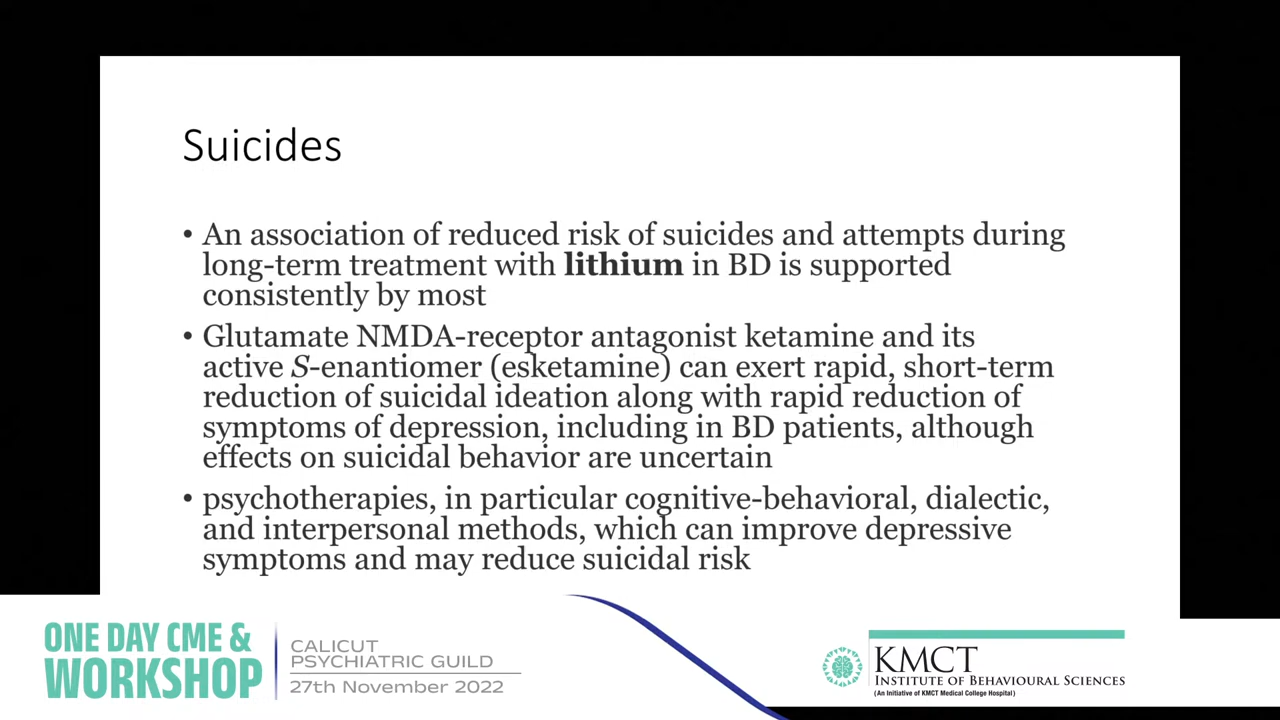 Suicides
• An association of reduced risk of suicides and attempts during
long-term treatment with lithium in BD is supported
consistently by most
• Glutamate NMDA-receptor antagonist ketamine and its
active S-enantiomer (esketamine) can exert rapid, short-term
reduction of suicidal ideation along with rapid reduction of
symptoms of depression, including in BD patients, although
effects on suicidal behavior are uncertain
• psychotherapies, in particular cognitive-behavioral, dialectic,
and interpersonal methods, which can improve depressive
symptoms and may reduce suicidal risk
ONE DAY CME &
WORKSHOP
CALICUT
PSYCHIATRIC GUILD
27th November 2022
KMCT
INSTITUTE OF BEHAVIOURAL SCIENCES
(An Initiative of KMCT Medical College Hospital)